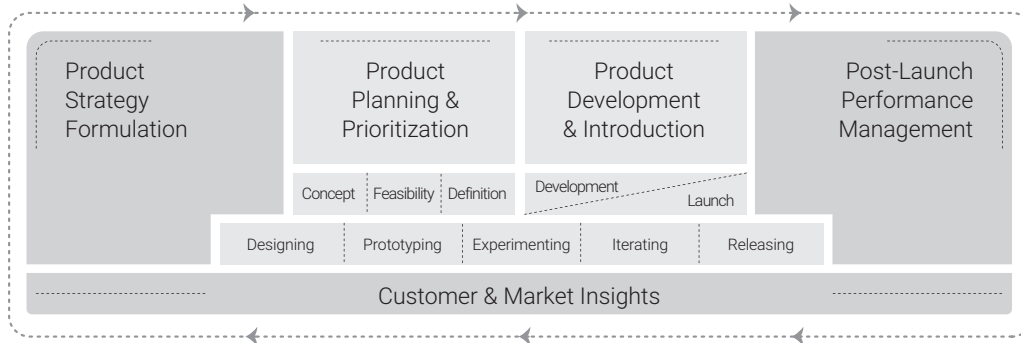 Product
Strategy
Formulation
Product
Planning &
Prioritization
Product
Development
& Introduction
Post-Launch
Performance
Management
Concept
Feasibility
Definition
Development
Launch
Designing
Prototyping
Experimenting
Iterating
Releasing
Customer & Market Insights